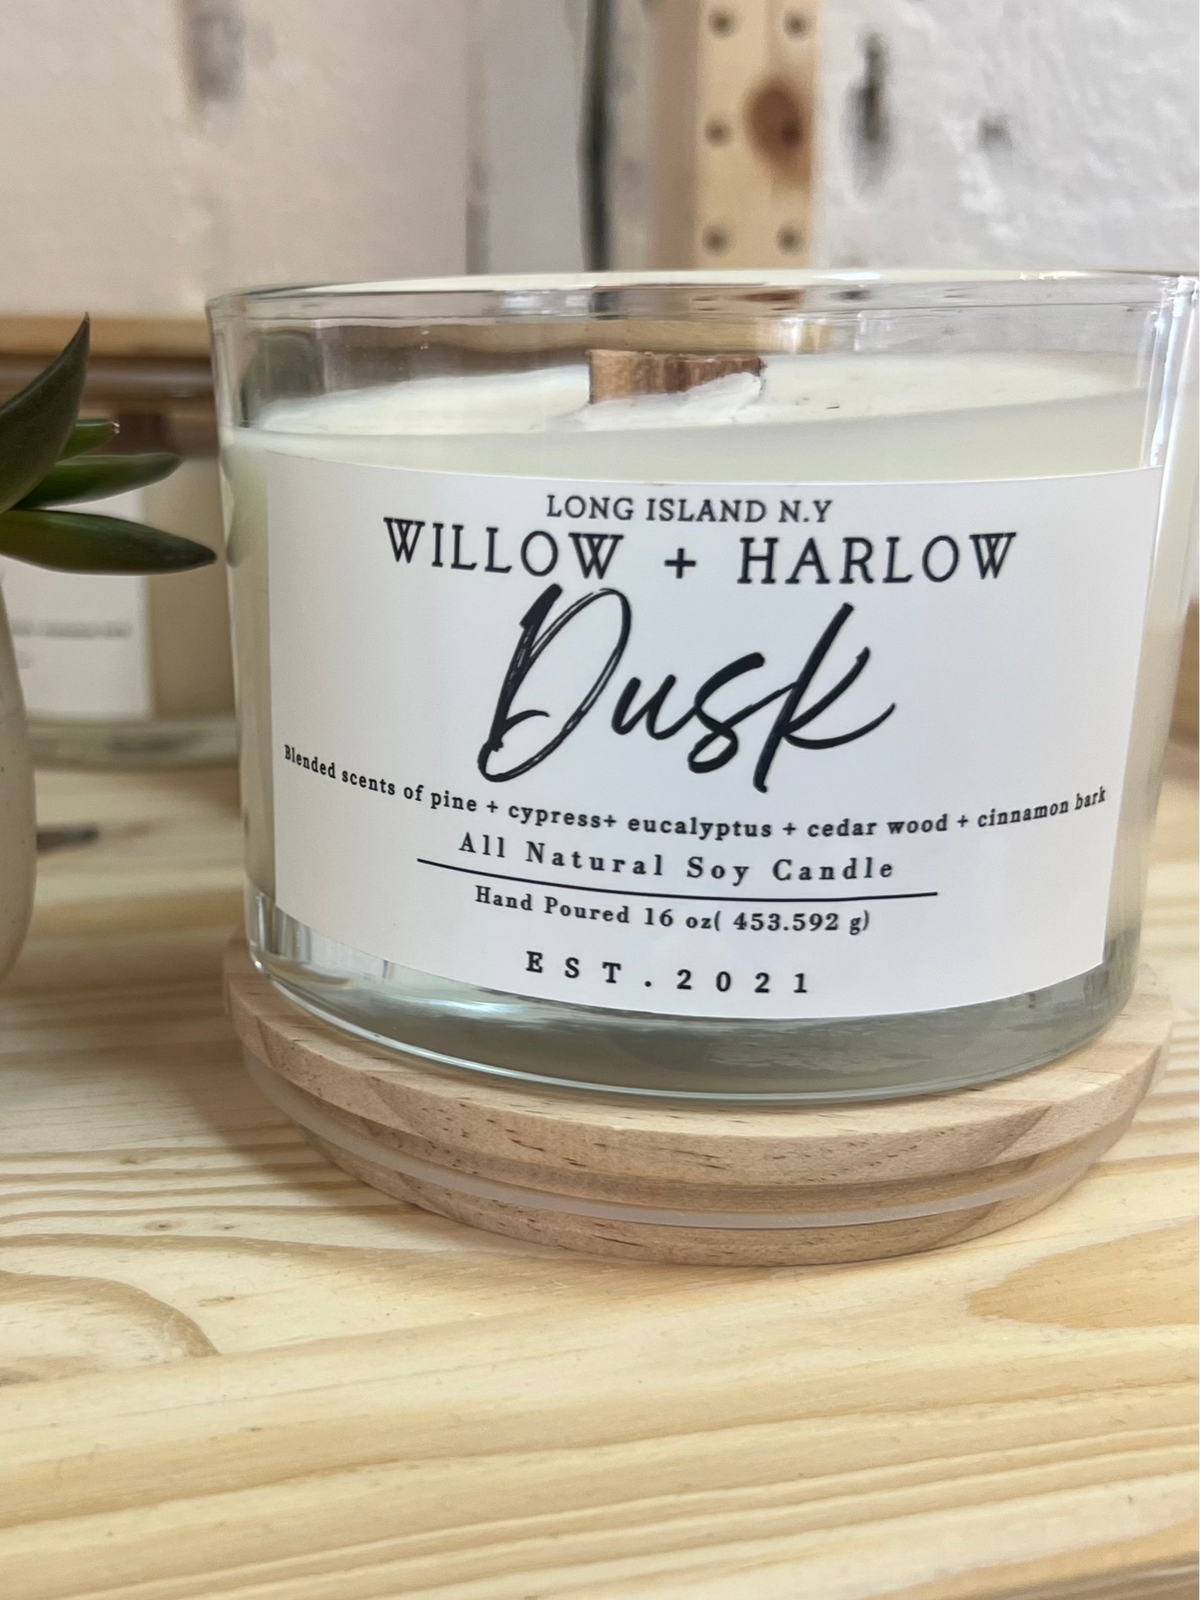 LONG ISLAND N.Y
WILLOW + HARLOW
Dusk
Blended scents of pine + cypress+ eucalyptus + cedar wood + cinnamon bark
All Natural Soy Candle
Hand Poured 16 oz( 453.592 g)
EST.2021